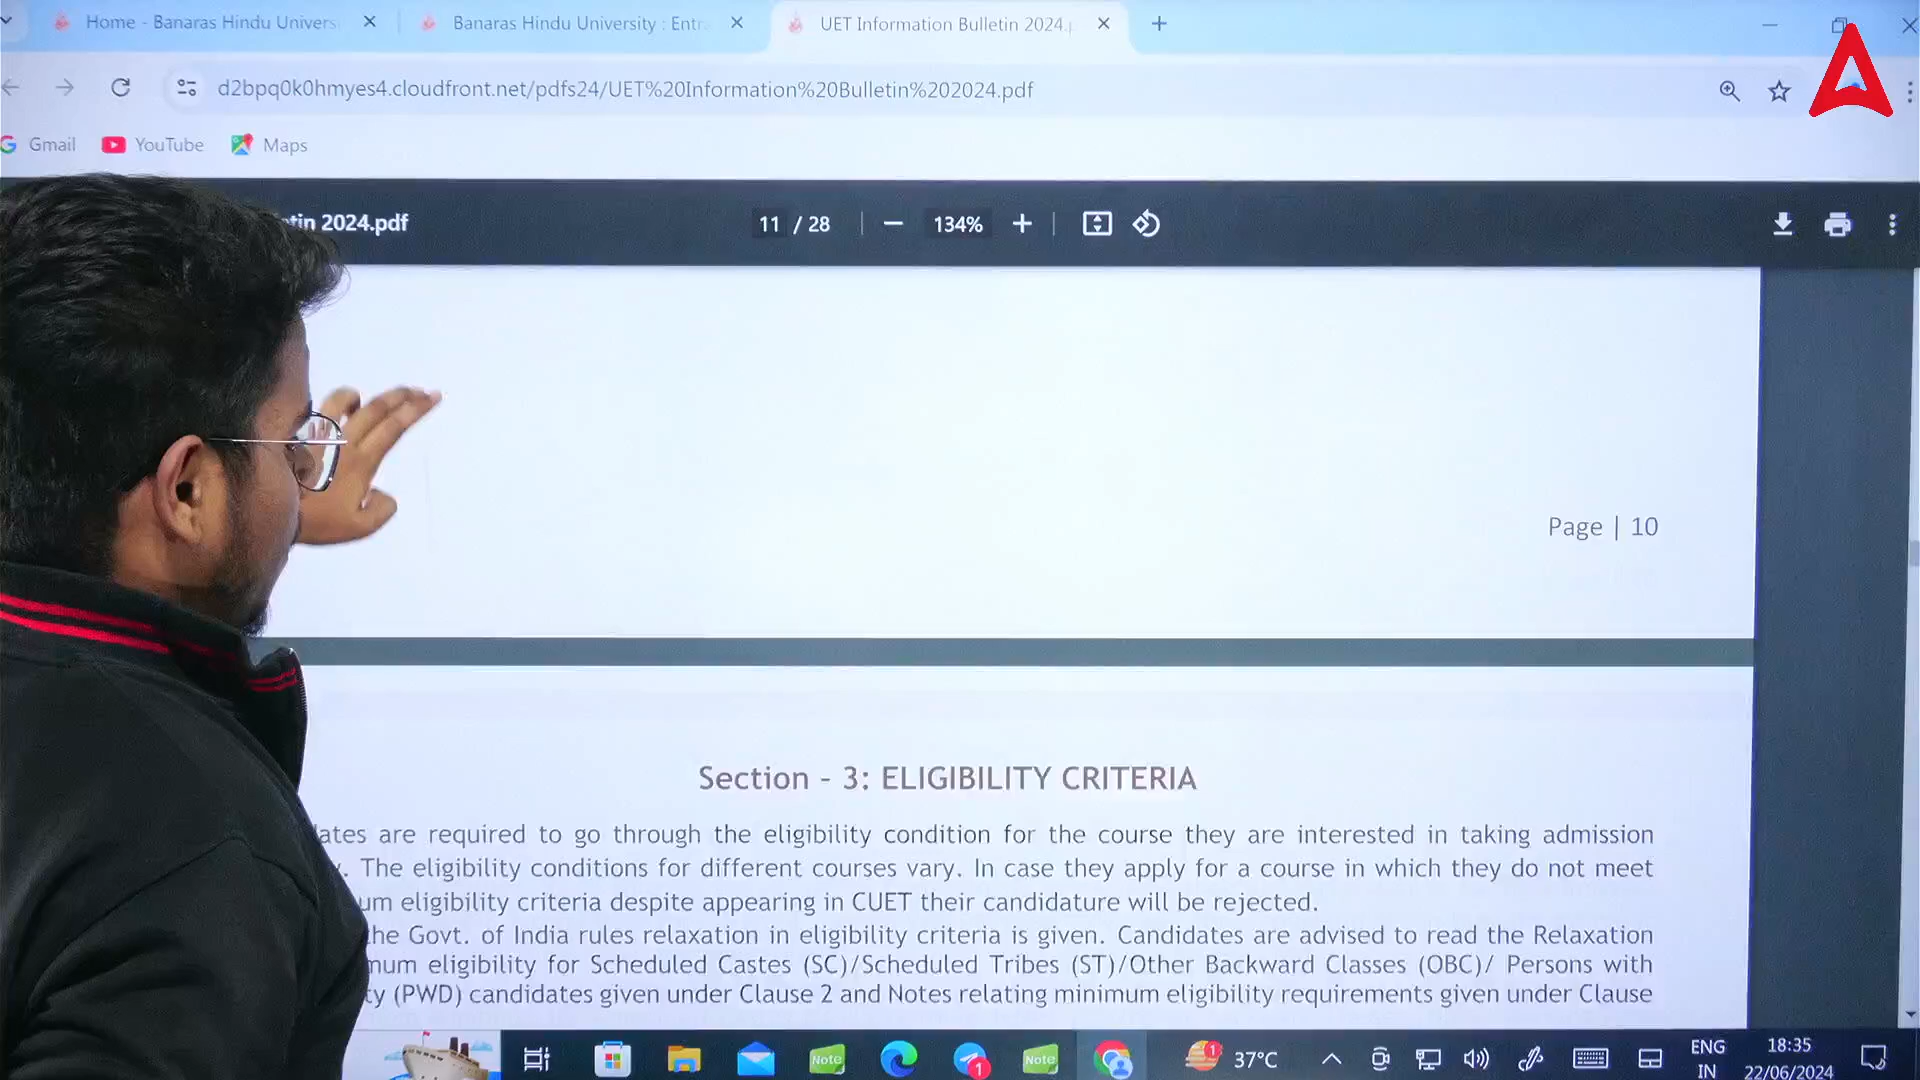 Home - Banaras Hindu Univers
Banaras Hindu University : Entr
UET Information Bulletin 2024.p
d2bpq0k0hmyes4.cloudfront.net/pdfs24/UET%20Information%20Bulletin%202024.pdf
Gmail
YouTube
Maps
tin 2024.pdf
11 / 28
134%
Page | 10
Section - 3: ELIGIBILITY CRITERIA
ates are required to go through the eligibility condition for the course they are interested in taking admission
. The eligibility conditions for different courses vary. In case they apply for a course in which they do not meet
um eligibility criteria despite appearing in CUET their candidature will be rejected.
the Govt. of India rules relaxation in eligibility criteria is given. Candidates are advised to read the Relaxation
mum eligibility for Scheduled Castes (SC)/Scheduled Tribes (ST)/Other Backward Classes (OBC)/ Persons with
ty (PWD) candidates given under Clause 2 and Notes relating minimum eligibility requirements given under Clause
Note
1
Note
1
37°C
ENG
IN
18:35
22/06/2024